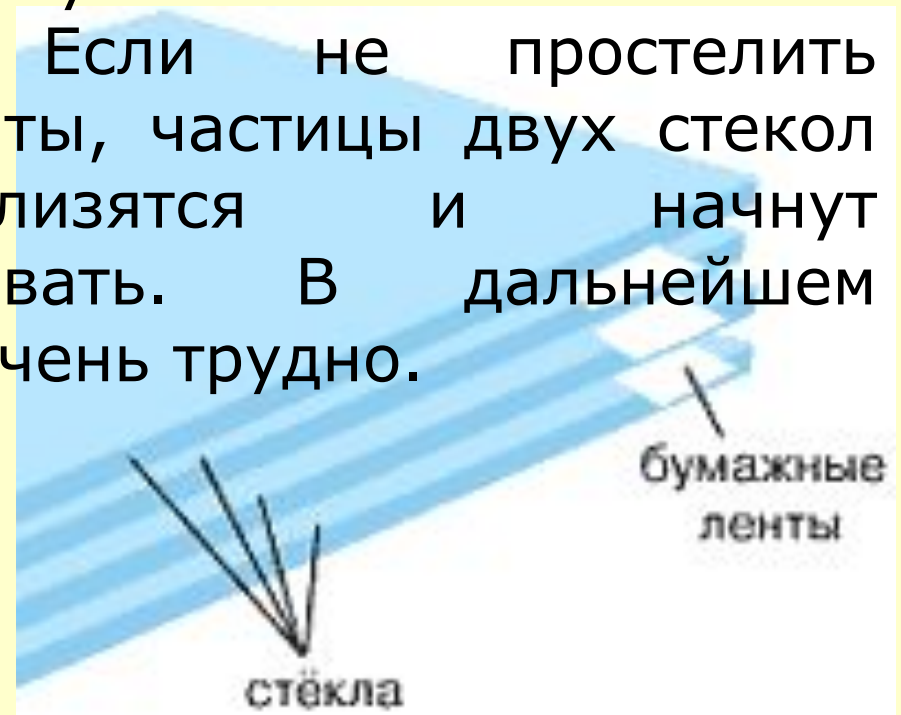 Если не простелить
ты, частицы двух стекол
лизятся и начнут
вать. В дальнейшем
чень трудно.
бумажные
ленты
стёкла